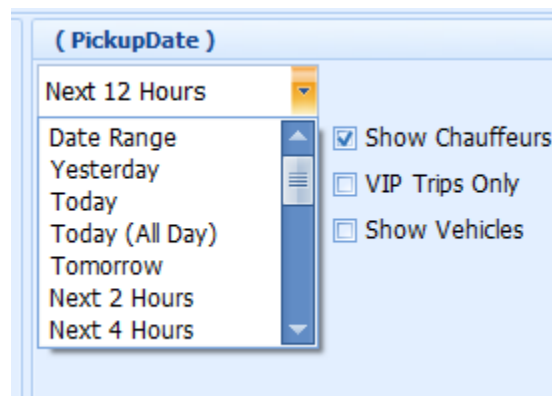 ( PickupDate )
Next 12 Hours
Date Range
Yesterday
Today
Today (All Day)
Tomorrow
Next 2 Hours
Next 4 Hours
Show Chauffeurs
VIP Trips Only
Show Vehicles